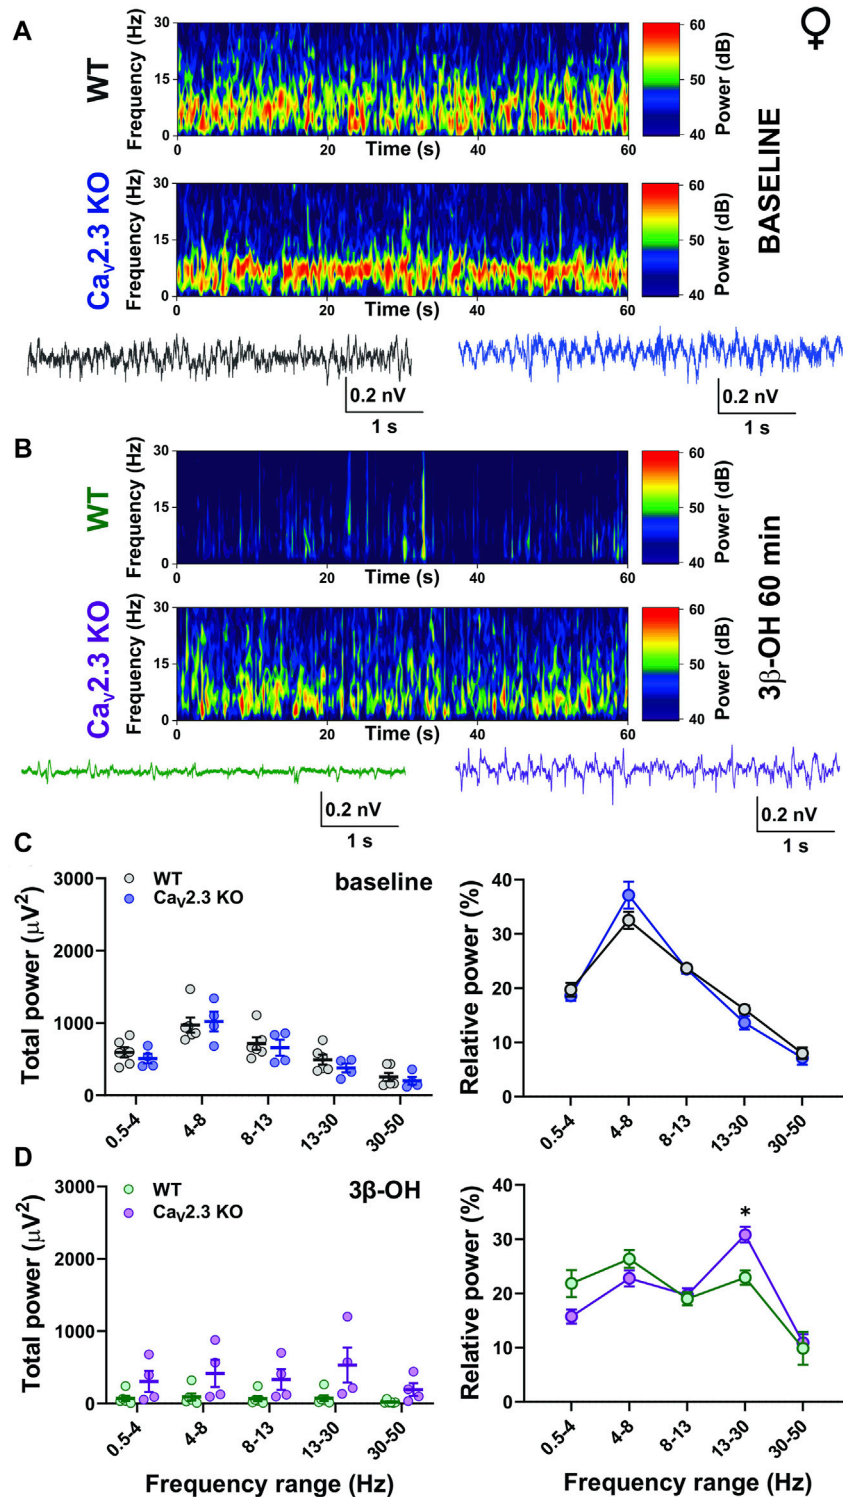 A
♀
WT
Frequency (Hz)
30
15
0
0
20
40
60
Time (s)
60
50
40
Power (dB)
BASELINE
Ca_V2.3 KO
Frequency (Hz)
30
15
0
0
20
40
60
Time (s)
60
50
40
Power (dB)
0.2 nV
1 s
0.2 nV
1 s
B
WT
Frequency (Hz)
30
15
0
0
20
40
60
Time (s)
60
50
40
Power (dB)
3β-OH 60 min
Ca_V2.3 KO
Frequency (Hz)
30
15
0
0
20
40
60
Time (s)
60
50
40
Power (dB)
0.2 nV
1 s
0.2 nV
1 s
C
Total power (μV²)
3000
2000
1000
0
WT
Ca_V2.3 KO
baseline
0.5-4
4-8
8-13
13-30
30-50
Relative power (%)
40
30
20
10
0
0.5-4
4-8
8-13
13-30
30-50
D
Total power (μV²)
3000
2000
1000
0
WT
Ca_V2.3 KO
3β-OH
0.5-4
4-8
8-13
13-30
30-50
Frequency range (Hz)
Relative power (%)
40
30
20
10
0
*
0.5-4
4-8
8-13
13-30
30-50
Frequency range (Hz)